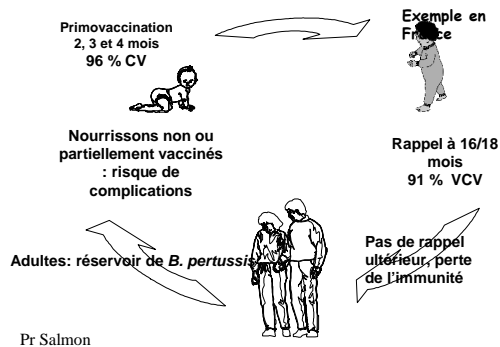 Primovaccination
2, 3 et 4 mois
96 % CV
Exemple en
France
Nourrissons non ou
partiellement vaccinés
: risque de
complications
Rappel à 16/18
mois
91 % VCV
Adultes: réservoir de B. pertussis
Pas de rappel
ultérieur, perte
de l'immunité
Pr Salmon